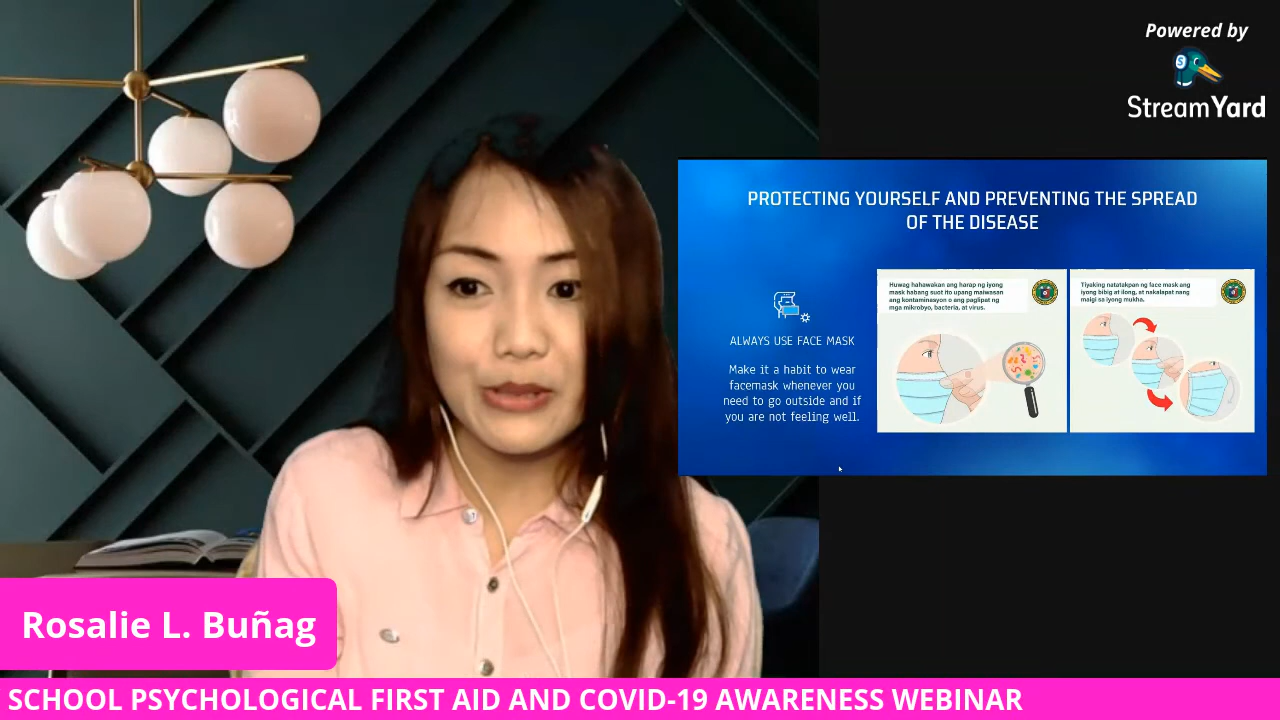 Powered by
StreamYard
PROTECTING YOURSELF AND PREVENTING THE SPREAD
OF THE DISEASE
Huwag hahawakan ang harap ng iyong
mask habang suot ito upang maiwasan
ang kontaminasyon o ang paglipat ng
mga mikrobyo, bacteria, at virus.
Tiyaking natatakpan ng face mask ang
iyong bibig at ilong, at nakalapat nang
maigi sa iyong mukha.
ALWAYS USE FACE MASK
Make it a habit to wear
facemask whenever you
need to go outside and if
you are not feeling well.
Rosalie L. Buñag
SCHOOL PSYCHOLOGICAL FIRST AID AND COVID-19 AWARENESS WEBINAR